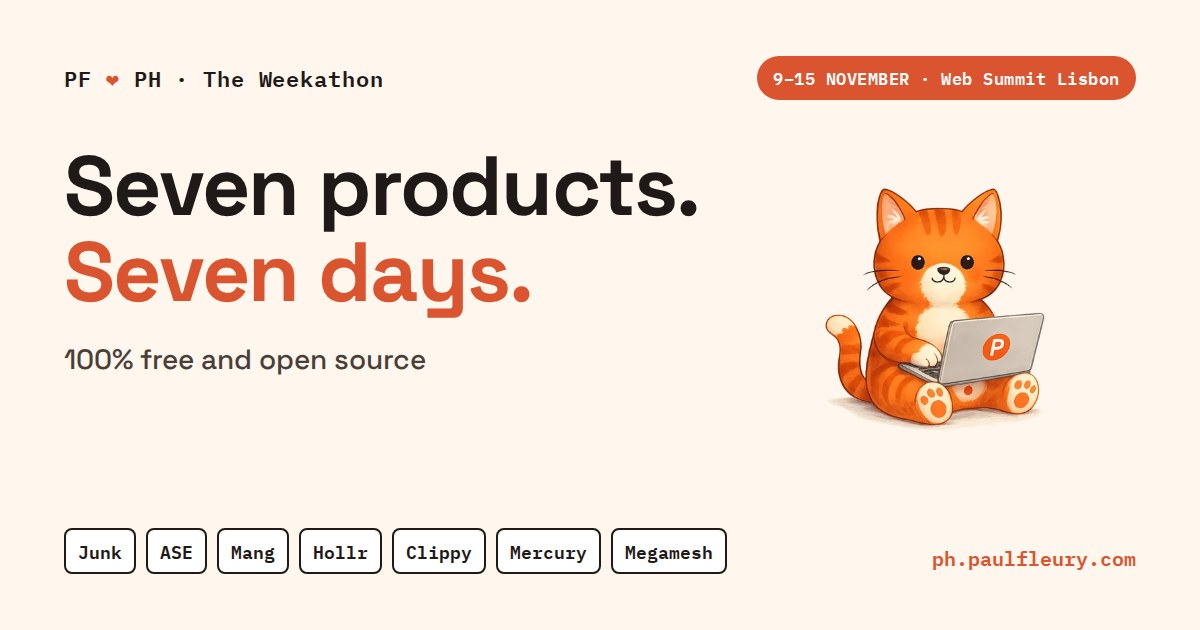 PF ❤ PH · The Weekathon
9–15 NOVEMBER · Web Summit Lisbon
Seven products.
Seven days.
100% free and open source
P
Junk
ASE
Mang
Hollr
Clippy
Mercury
Megamesh
ph.paulfleury.com